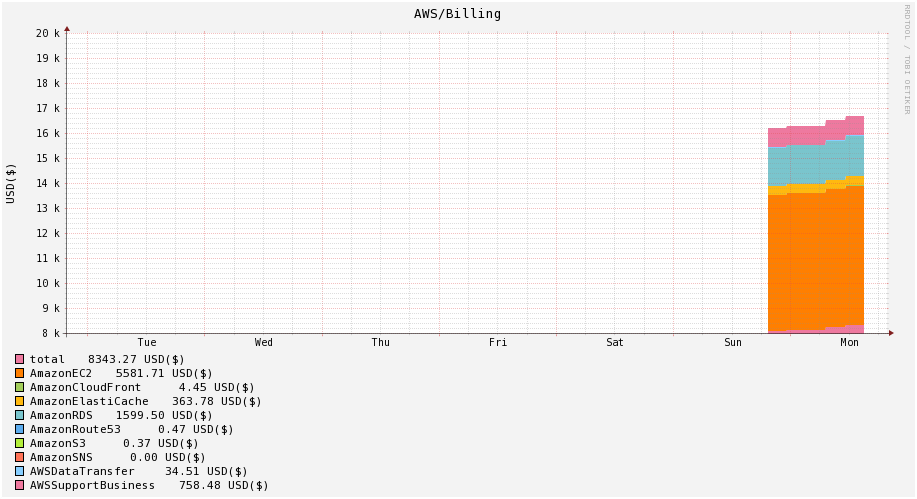 AWS/Billing
RRDTOOL / TOBI OETIKER
USD($)
20 k
19 k
18 k
17 k
16 k
15 k
14 k
13 k
12 k
11 k
10 k
9 k
8 k
Tue Wed Thu Fri Sat Sun Mon
total 8343.27 USD($)
AmazonEC2 5581.71 USD($)
AmazonCloudFront 4.45 USD($)
AmazonElastiCache 363.78 USD($)
AmazonRDS 1599.50 USD($)
AmazonRoute53 0.47 USD($)
AmazonS3 0.37 USD($)
AmazonSNS 0.00 USD($)
AWSDataTransfer 34.51 USD($)
AWSSupportBusiness 758.48 USD($)